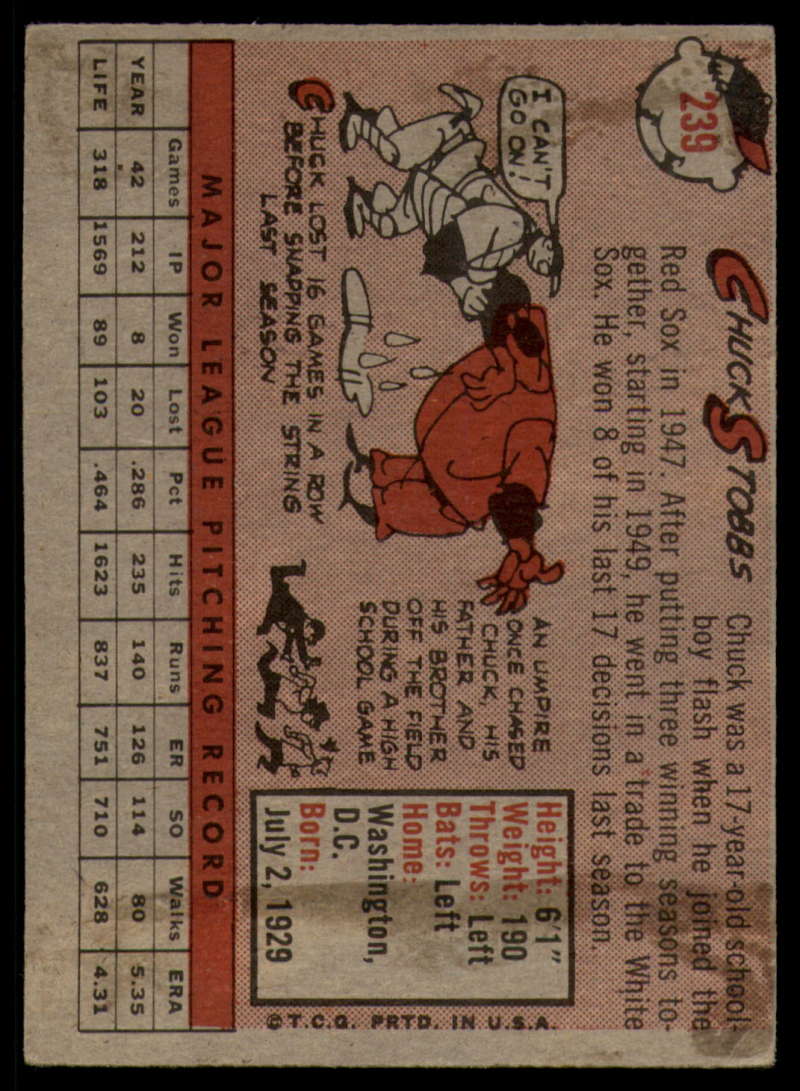 239
CHUCK STOBBS
Chuck was a 17-year-old school-
boy flash when he joined the
Red Sox in 1947. After putting three winning seasons to-
gether, starting in 1949, he went in a trade to the White
Sox. He won 8 of his last 17 decisions last season.
I CAN'T
GO ON!
CHUCK LOST 16 GAMES IN A ROW
BEFORE SNAPPING THE STRING
LAST SEASON
AN UMPIRE
ONCE CHASED
CHUCK, HIS
FATHER AND
HIS BROTHER
OFF THE FIELD
DURING A HIGH
SCHOOL GAME
Height: 6'1"
Weight: 190
Throws: Left
Bats: Left
Home:
Washington,
D.C.
Born:
July 2, 1929
©T.C.G. PRTD. IN U.S.A.
MAJOR LEAGUE PITCHING RECORD
Games IP Won Lost Pct Hits Runs ER SO Walks ERA
YEAR 42 212 8 20 .286 235 140 126 114 80 5.35
LIFE 318 1569 89 103 .464 1623 837 751 710 628 4.31